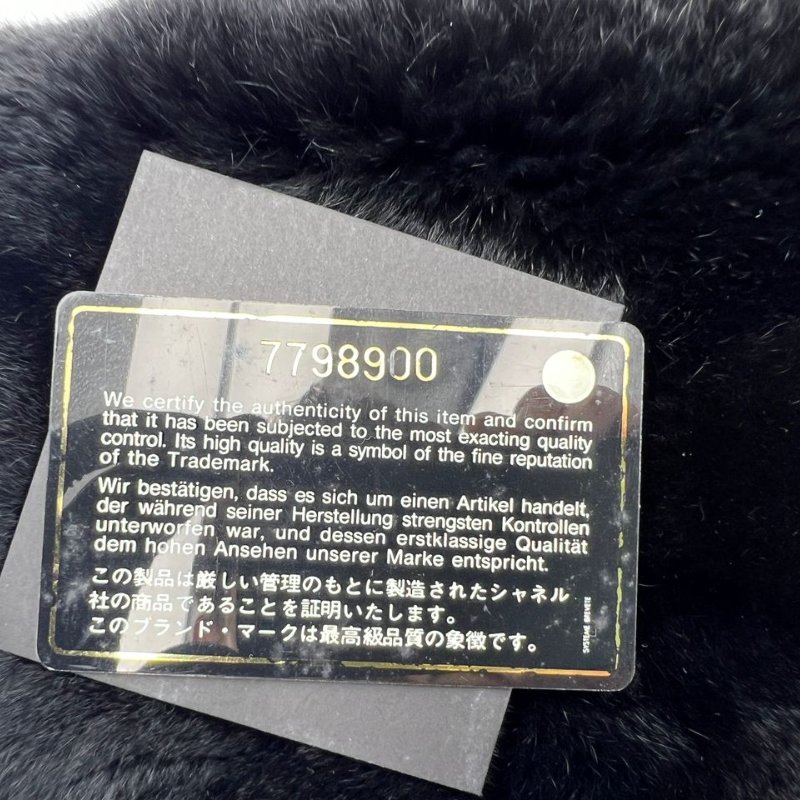 7798900
We certify the authenticity of this item and confirm
that it has been subjected to the most exacting quality
control. Its high quality is a symbol of the fine reputation
of the Trademark.
Wir bestätigen, dass es sich um einen Artikel handelt,
der während seiner Herstellung strengsten Kontrollen
unterworfen war, und dessen erstklassige Qualität
dem hohen Ansehen unserer Marke entspricht.
この製品は厳しい管理のもとに製造されたシャネル
社の商品であることを証明いたします。
このブランド・マークは最高級品質の象徴です。
SYSTEME BREVETE